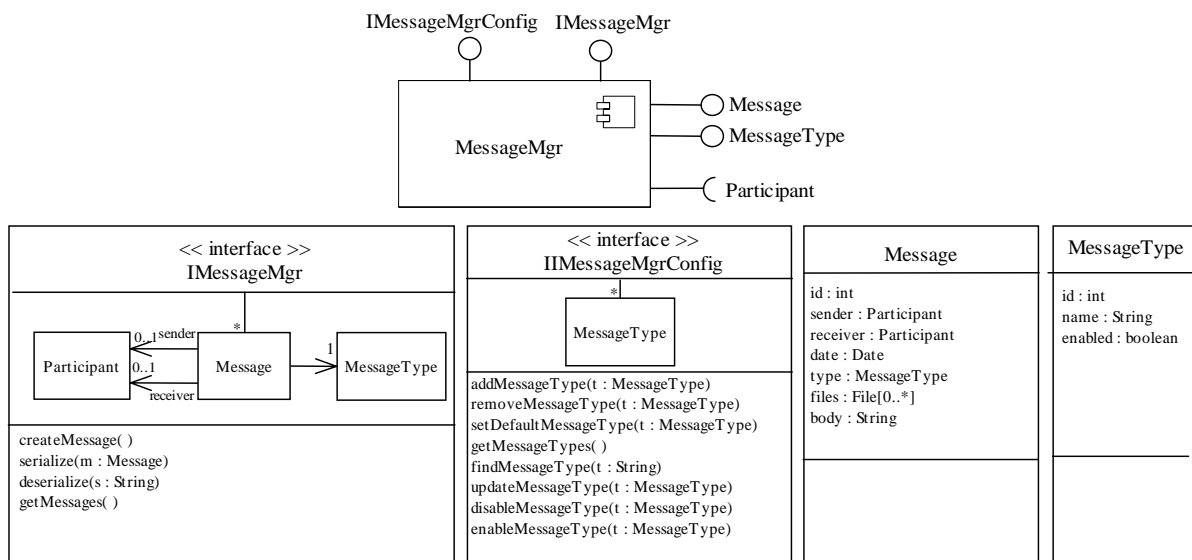 IMessageMgrConfig
IMessageMgr
Message
MessageType
MessageMgr
Participant
<< interface >>
IMessageMgr
*
0..1 sender
Participant
Message
1
MessageType
0..1
receiver
createMessage( )
serialize(m : Message)
deserialize(s : String)
getMessages( )
<< interface >>
IIMessageMgrConfig
*
MessageType
addMessageType(t : MessageType)
removeMessageType(t : MessageType)
setDefaultMessageType(t : MessageType)
getMessageTypes( )
findMessageType(t : String)
updateMessageType(t : MessageType)
disableMessageType(t : MessageType)
enableMessageType(t : MessageType)
Message
id : int
sender : Participant
receiver : Participant
date : Date
type : MessageType
files : File[0..*]
body : String
MessageType
id : int
name : String
enabled : boolean